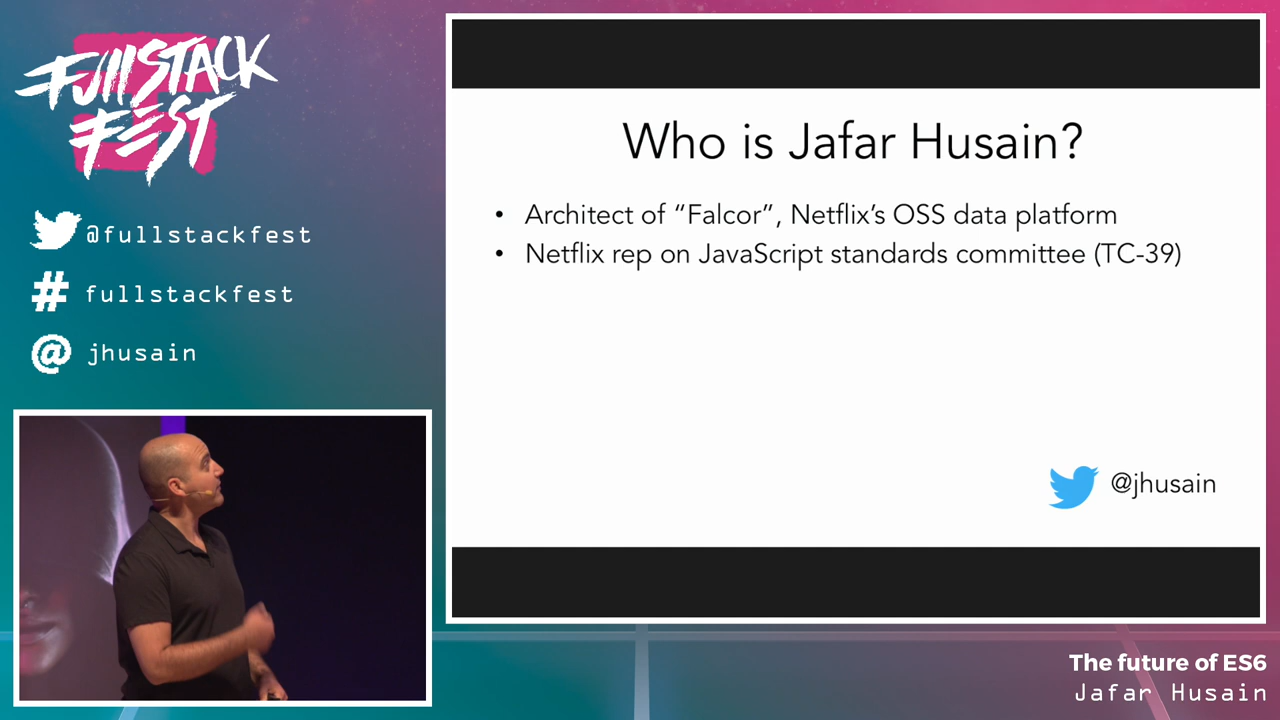 FullSTACK
FEST
@fullstackfest
# fullstackfest
@ jhusain
Who is Jafar Husain?
• Architect of “Falcor”, Netflix’s OSS data platform
• Netflix rep on JavaScript standards committee (TC-39)
@jhusain
The future of ES6
Jafar Husain